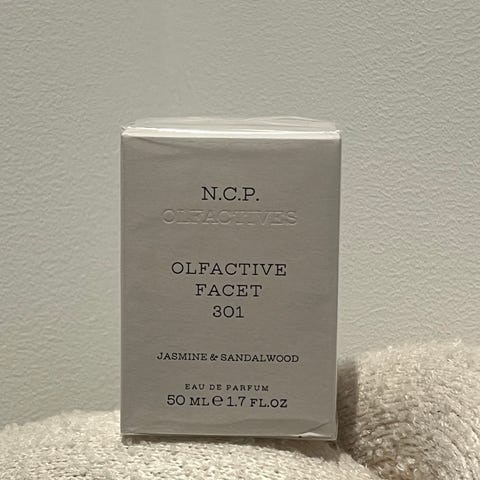 N.C.P.
OLFACTIVES
OLFACTIVE
FACET
301
JASMINE & SANDALWOOD
EAU DE PARFUM
50 ML ℮ 1.7 FL.OZ